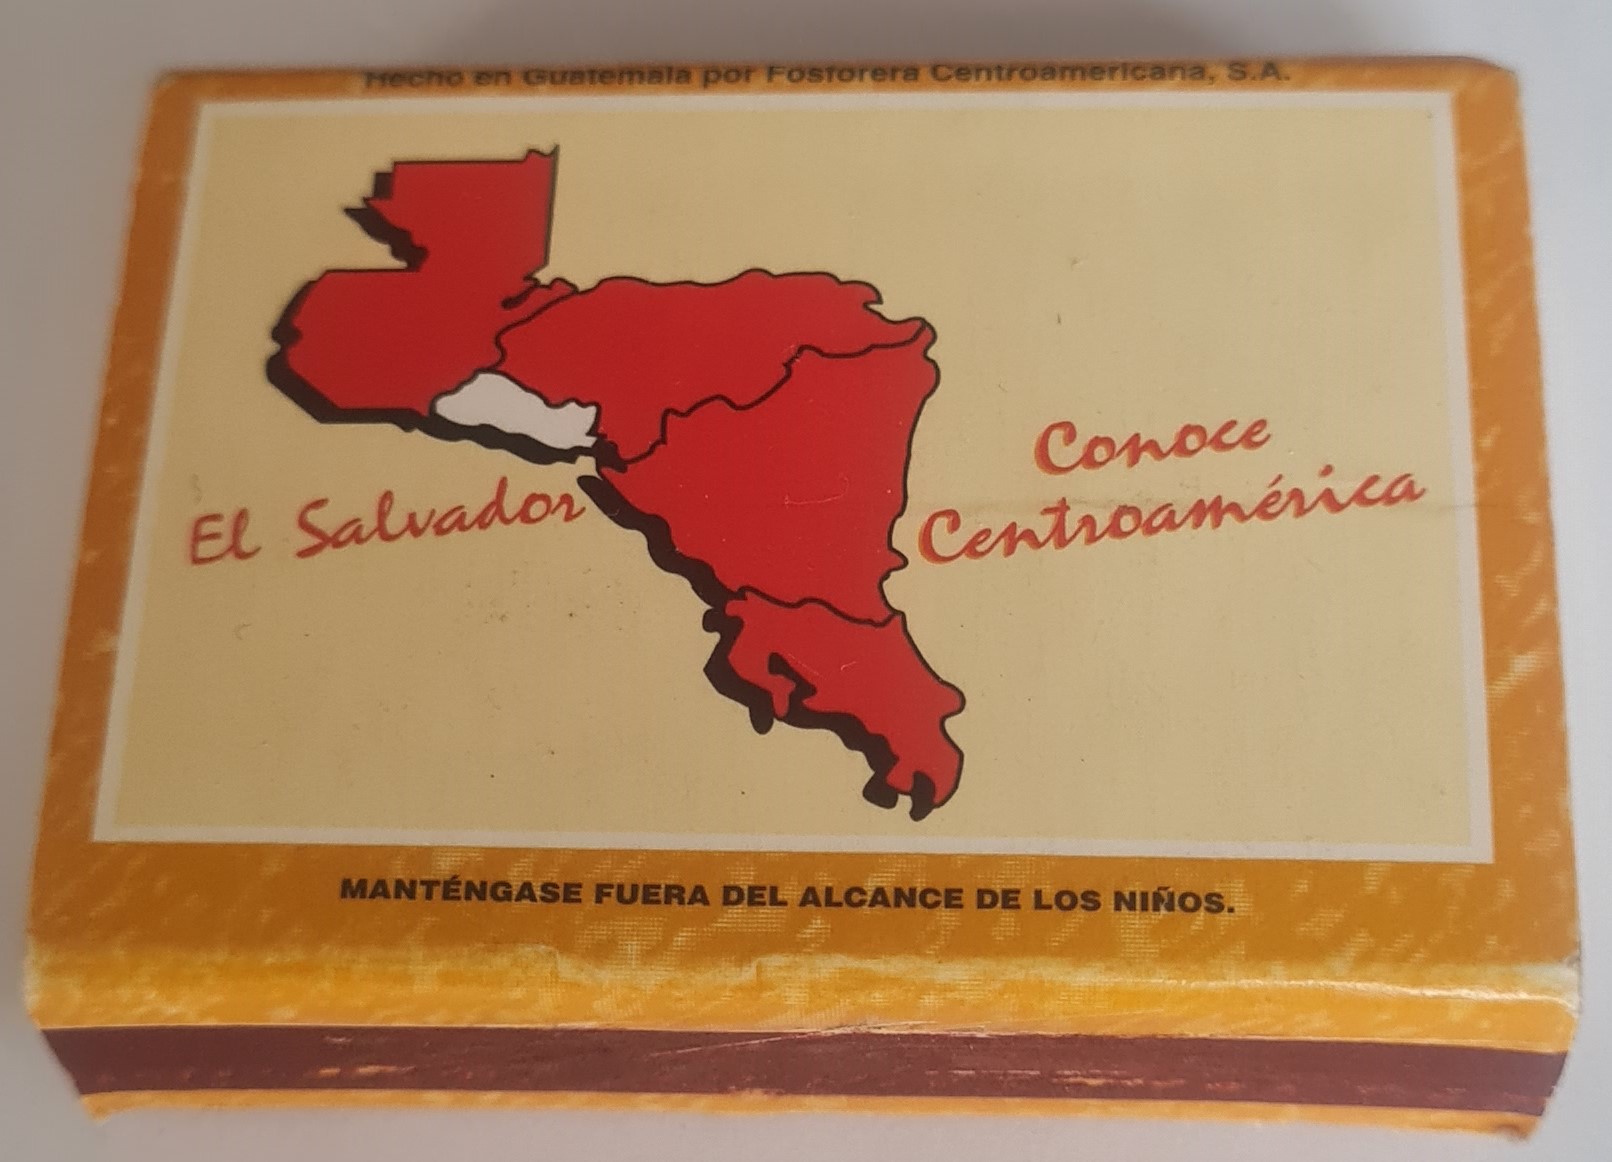 Hecho en Guatemala por Fosforera Centroamericana, S.A.
Conoce
Centroamérica
El Salvador
MANTÉNGASE FUERA DEL ALCANCE DE LOS NIÑOS.